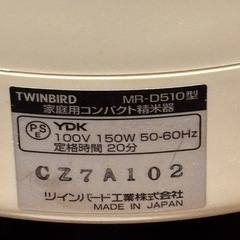 TWINBIRD MR-D510型
家庭用コンパクト精米器
PSE YDK
100V 150W 50-60Hz
定格時間 20分
CZ7A102
ツインバード工業株式会社
MADE IN JAPAN